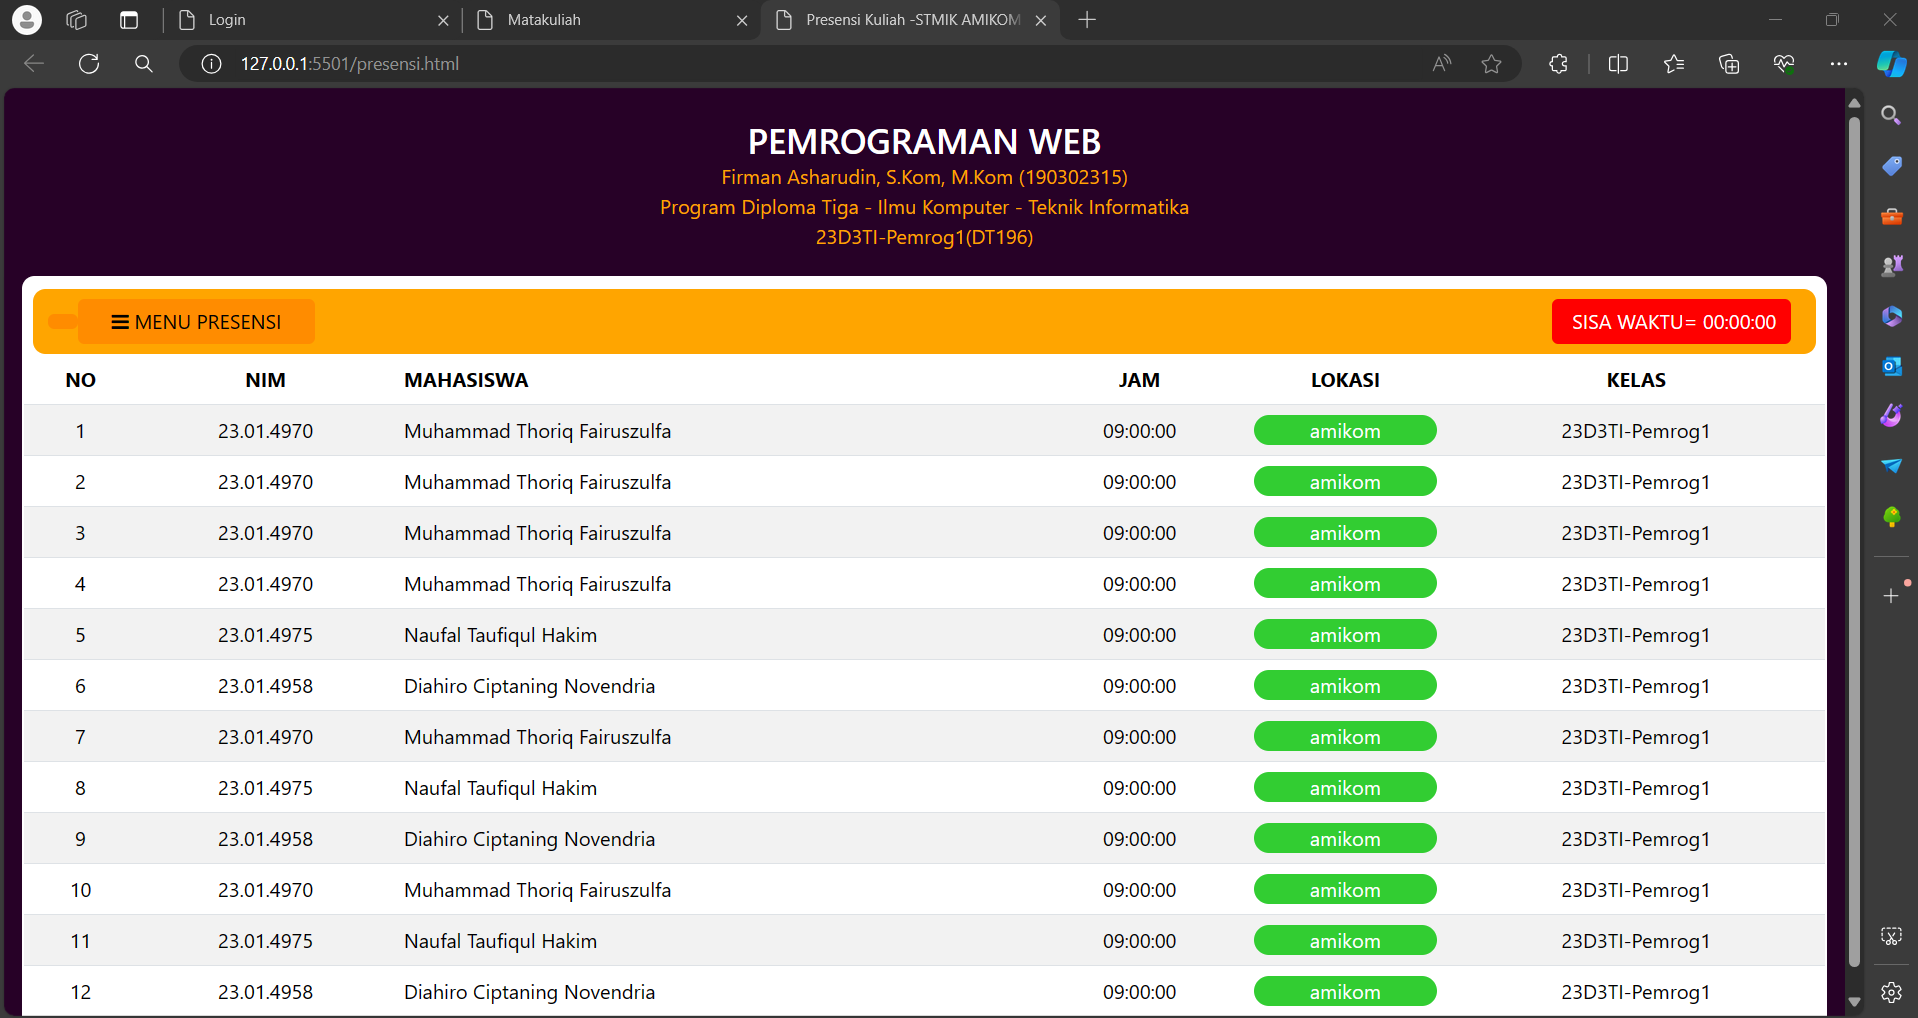 Login
Matakuliah
Presensi Kuliah -STMIK AMIKOM
127.0.0.1:5501/presensi.html
PEMROGRAMAN WEB
Firman Asharudin, S.Kom, M.Kom (190302315)
Program Diploma Tiga - Ilmu Komputer - Teknik Informatika
23D3TI-Pemrog1(DT196)
MENU PRESENSI SISA WAKTU= 00:00:00
NO NIM MAHASISWA JAM LOKASI KELAS
1 23.01.4970 Muhammad Thoriq Fairuszulfa 09:00:00 amikom 23D3TI-Pemrog1
2 23.01.4970 Muhammad Thoriq Fairuszulfa 09:00:00 amikom 23D3TI-Pemrog1
3 23.01.4970 Muhammad Thoriq Fairuszulfa 09:00:00 amikom 23D3TI-Pemrog1
4 23.01.4970 Muhammad Thoriq Fairuszulfa 09:00:00 amikom 23D3TI-Pemrog1
5 23.01.4975 Naufal Taufiqul Hakim 09:00:00 amikom 23D3TI-Pemrog1
6 23.01.4958 Diahiro Ciptaning Novendria 09:00:00 amikom 23D3TI-Pemrog1
7 23.01.4970 Muhammad Thoriq Fairuszulfa 09:00:00 amikom 23D3TI-Pemrog1
8 23.01.4975 Naufal Taufiqul Hakim 09:00:00 amikom 23D3TI-Pemrog1
9 23.01.4958 Diahiro Ciptaning Novendria 09:00:00 amikom 23D3TI-Pemrog1
10 23.01.4970 Muhammad Thoriq Fairuszulfa 09:00:00 amikom 23D3TI-Pemrog1
11 23.01.4975 Naufal Taufiqul Hakim 09:00:00 amikom 23D3TI-Pemrog1
12 23.01.4958 Diahiro Ciptaning Novendria 09:00:00 amikom 23D3TI-Pemrog1